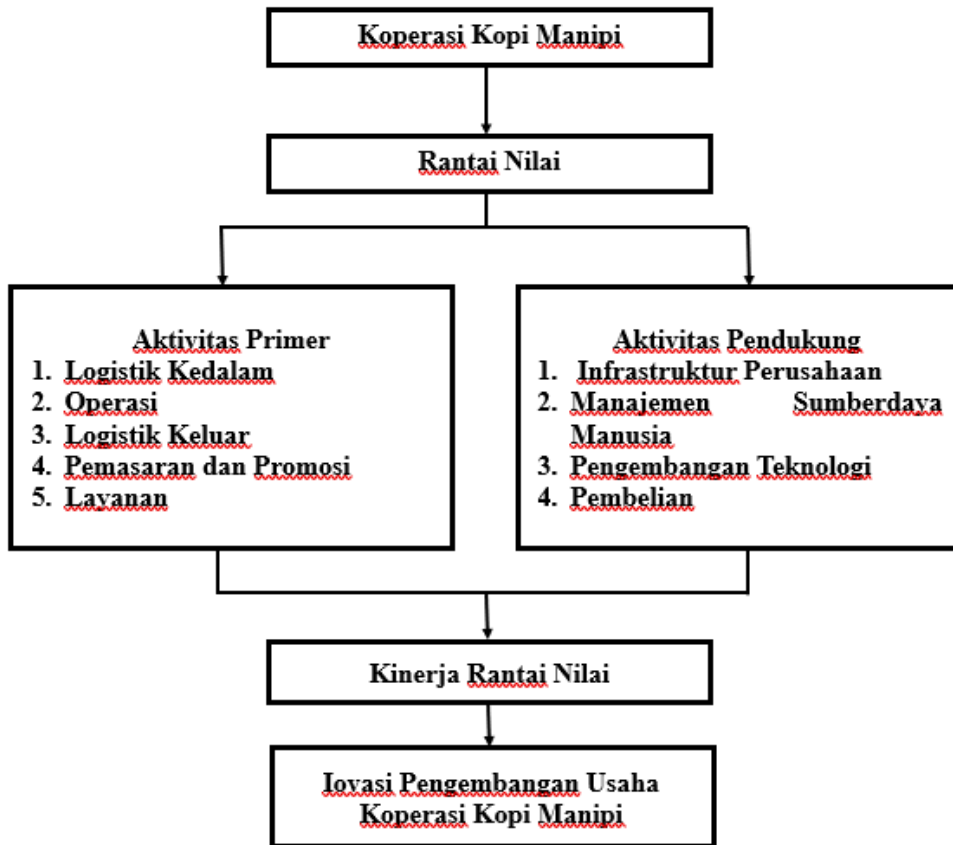 Koperasi Kopi Manipi
Rantai Nilai
Aktivitas Primer
1. Logistik Kedalam
2. Operasi
3. Logistik Keluar
4. Pemasaran dan Promosi
5. Layanan
Aktivitas Pendukung
1. Infrastruktur Perusahaan
2. Manajemen Sumberdaya
Manusia
3. Pengembangan Teknologi
4. Pembelian
Kinerja Rantai Nilai
Iovasi Pengembangan Usaha
Koperasi Kopi Manipi